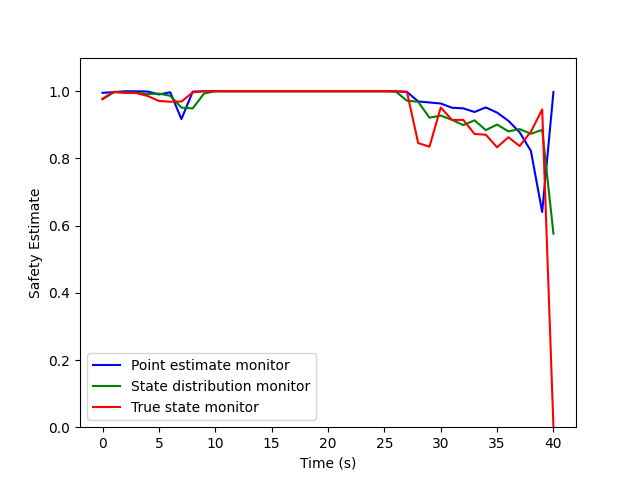 1.0
0.8
0.6
0.4
0.2
0.0
Safety Estimate
Point estimate monitor
State distribution monitor
True state monitor
0 5 10 15 20 25 30 35 40
Time (s)